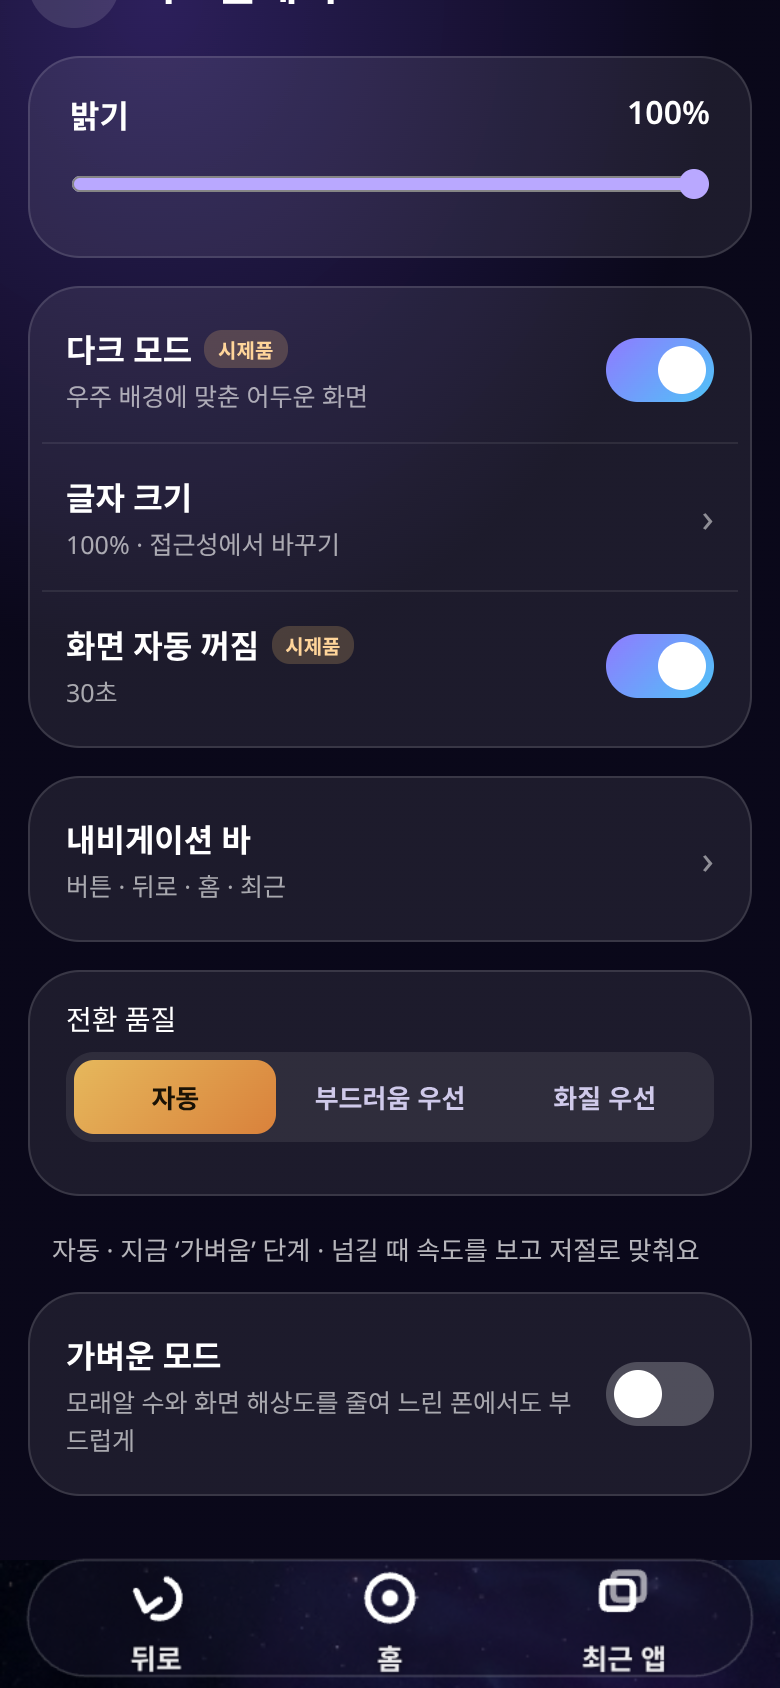 밝기 100%
다크 모드 시제품
우주 배경에 맞춘 어두운 화면
글자 크기
100% · 접근성에서 바꾸기
›
화면 자동 꺼짐 시제품
30초
내비게이션 바
버튼 · 뒤로 · 홈 · 최근
›
전환 품질
자동 부드러움 우선 화질 우선
자동 · 지금 ‘가벼움’ 단계 · 넘길 때 속도를 보고 저절로 맞춰요
가벼운 모드
모래알 수와 화면 해상도를 줄여 느린 폰에서도 부
드럽게
뒤로 홈 최근 앱